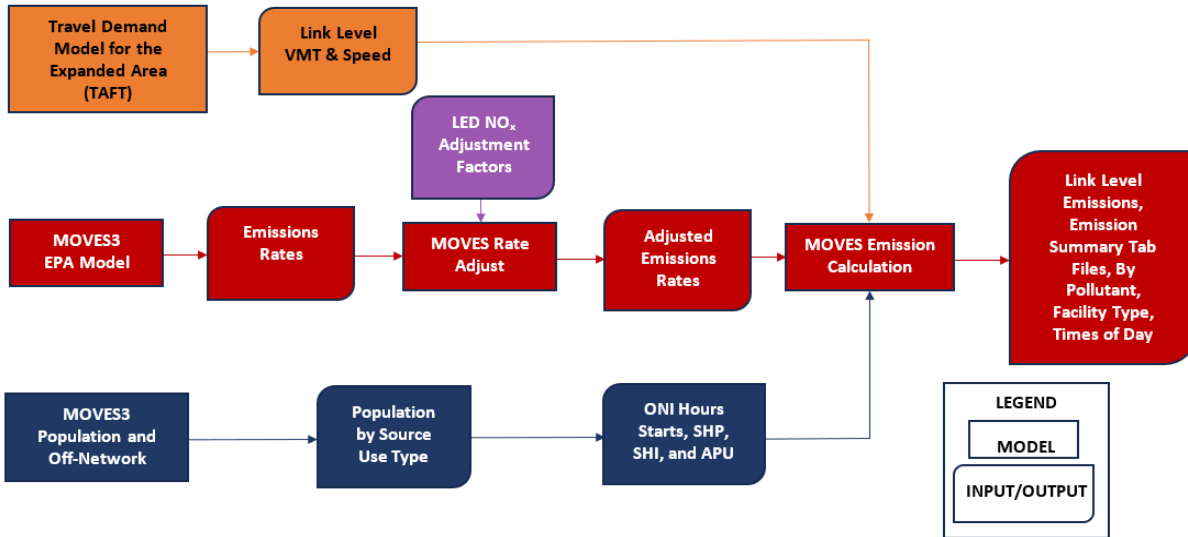 Travel Demand
Model for the
Expanded Area
(TAFT)
Link Level
VMT & Speed
LED NOₓ
Adjustment
Factors
MOVES3
EPA Model
Emissions
Rates
MOVES Rate
Adjust
Adjusted
Emissions
Rates
MOVES Emission
Calculation
Link Level
Emissions,
Emission
Summary Tab
Files, By
Pollutant,
Facility Type,
Times of Day
MOVES3
Population and
Off-Network
Population
by Source
Use Type
ONI Hours
Starts, SHP,
SHI, and APU
LEGEND
MODEL
INPUT/OUTPUT